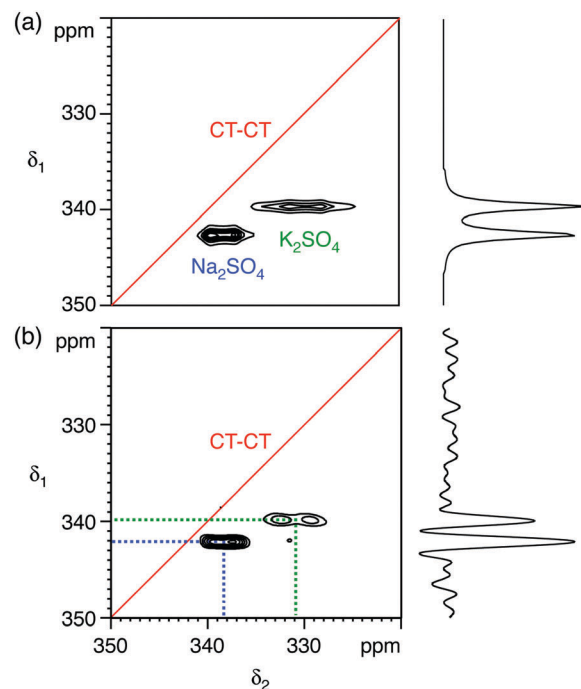 (a)
ppm
330
δ₁
CT-CT
340
K₂SO₄
Na₂SO₄
350
(b)
ppm
330
δ₁
CT-CT
340
350
350 340 330 ppm
δ₂